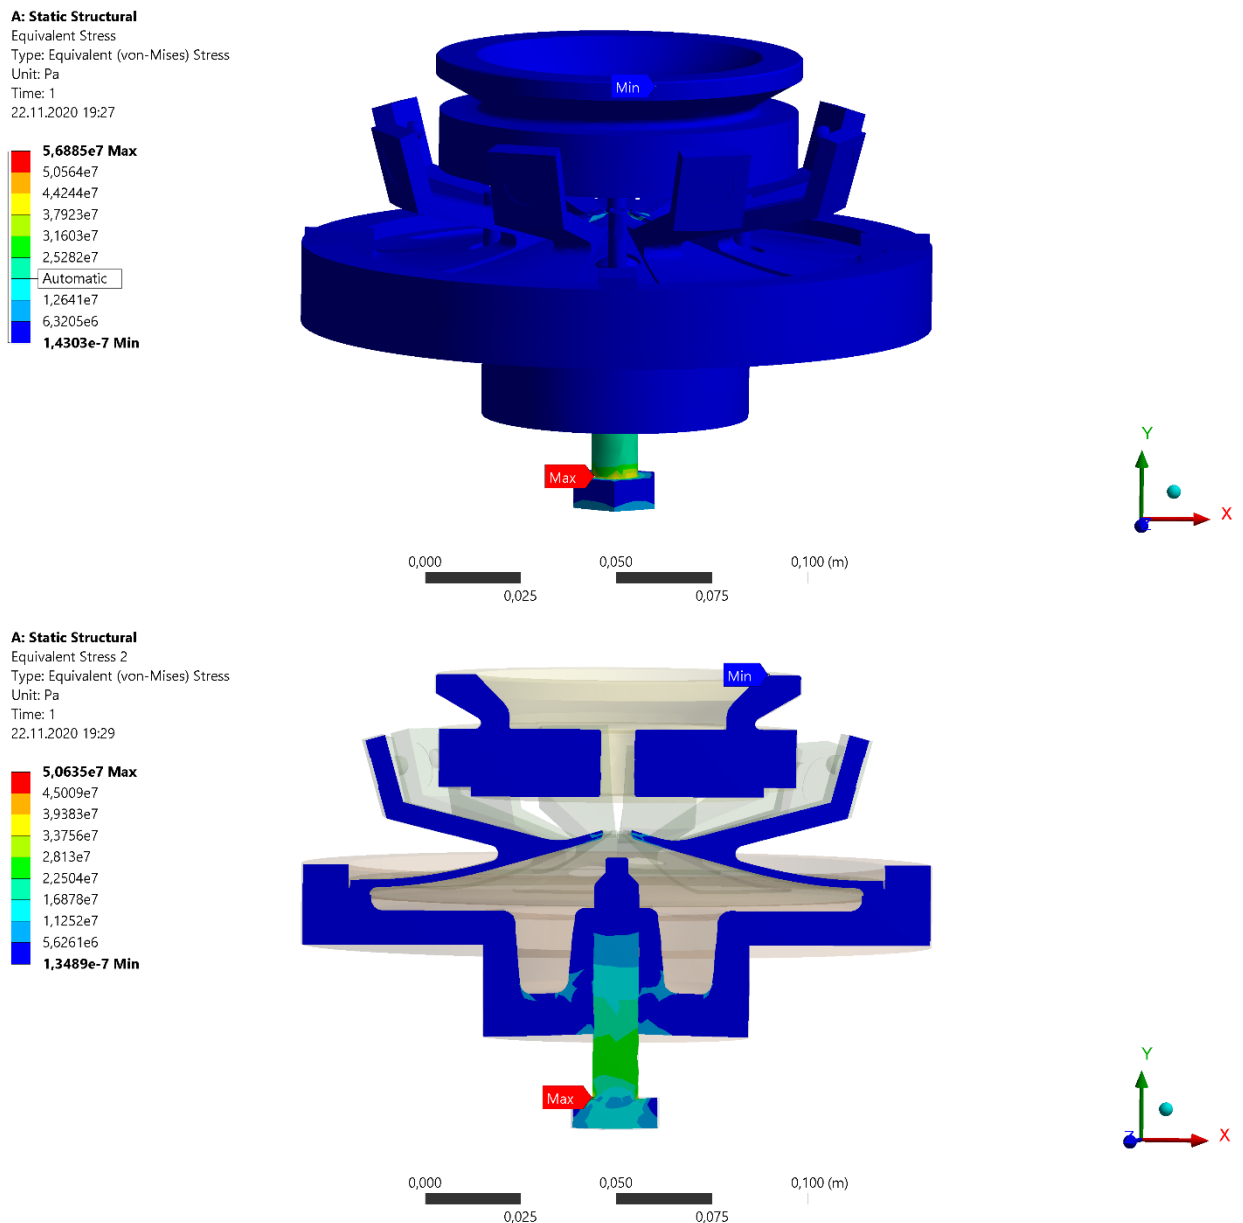 A: Static Structural
Equivalent Stress
Type: Equivalent (von-Mises) Stress
Unit: Pa
Time: 1
22.11.2020 19:27
5,6885e7 Max
5,0564e7
4,4244e7
3,7923e7
3,1603e7
2,5282e7
Automatic
1,2641e7
6,3205e6
1,4303e-7 Min
Min
Max
Y
X
0,000
0,050
0,100 (m)
0,025
0,075
A: Static Structural
Equivalent Stress 2
Type: Equivalent (von-Mises) Stress
Unit: Pa
Time: 1
22.11.2020 19:29
5,0635e7 Max
4,5009e7
3,9383e7
3,3756e7
2,813e7
2,2504e7
1,6878e7
1,1252e7
5,6261e6
1,3489e-7 Min
Min
Max
Y
Z
X
0,000
0,050
0,100 (m)
0,025
0,075